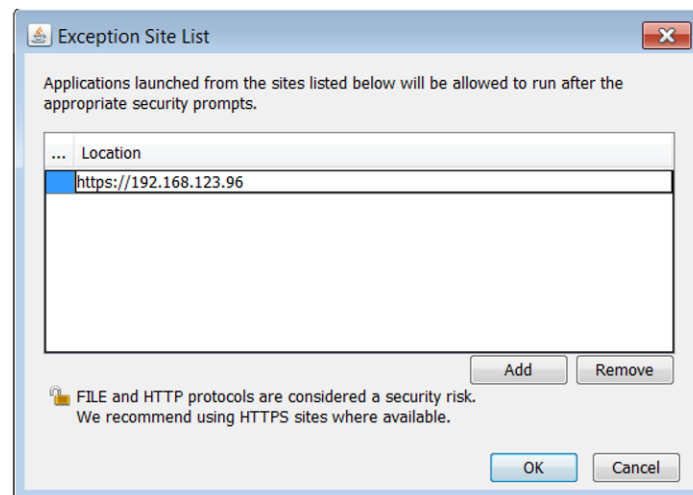 Exception Site List
Applications launched from the sites listed below will be allowed to run after the
appropriate security prompts.
... Location
https://192.168.123.96
Add Remove
FILE and HTTP protocols are considered a security risk.
We recommend using HTTPS sites where available.
OK Cancel